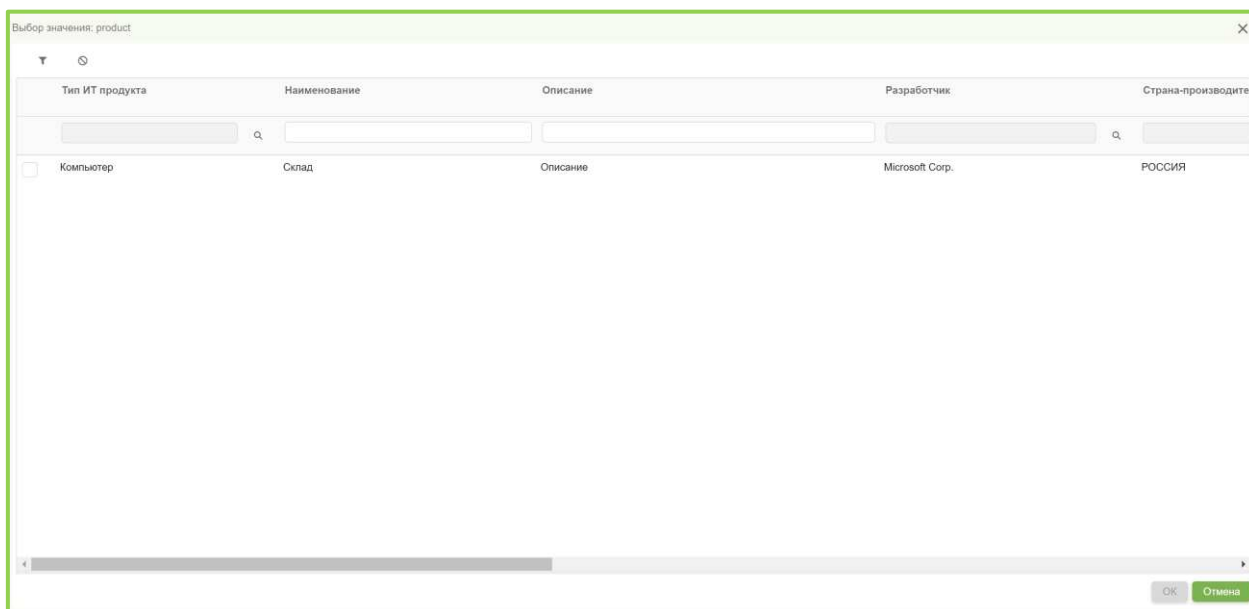 Выбор значения: product
Тип ИТ продукта Наименование Описание Разработчик Страна-производите
Компьютер Склад Описание Microsoft Corp. РОССИЯ
OK Отмена